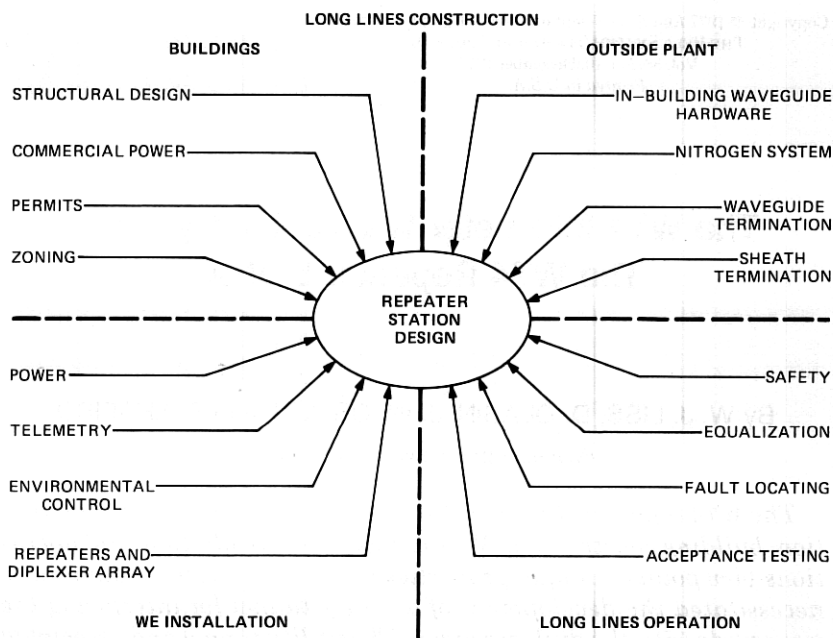 LONG LINES CONSTRUCTION
BUILDINGS
OUTSIDE PLANT
STRUCTURAL DESIGN
COMMERCIAL POWER
PERMITS
ZONING
IN-BUILDING WAVEGUIDE
HARDWARE
NITROGEN SYSTEM
WAVEGUIDE
TERMINATION
SHEATH
TERMINATION
REPEATER
STATION
DESIGN
POWER
TELEMETRY
ENVIRONMENTAL
CONTROL
REPEATERS AND
DIPLEXER ARRAY
SAFETY
EQUALIZATION
FAULT LOCATING
ACCEPTANCE TESTING
WE INSTALLATION
LONG LINES OPERATION